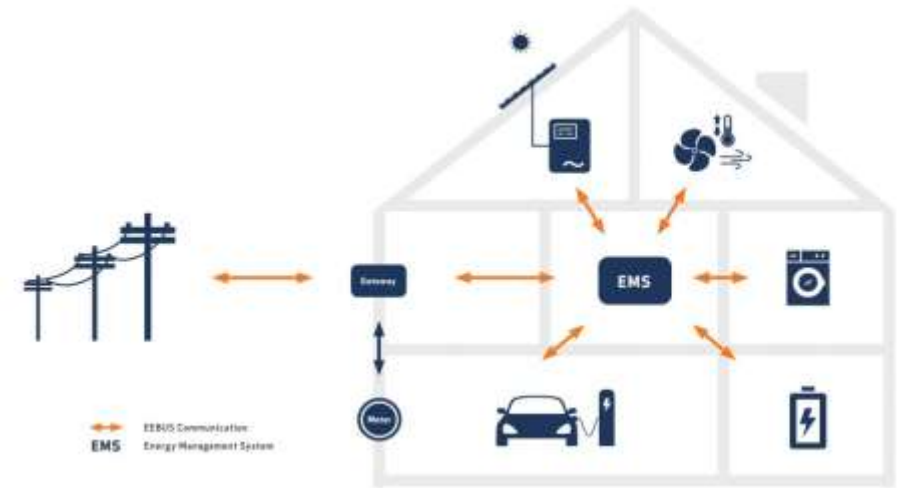 Gateway
EMS
Meter
EEBUS Communication
EMS Energy Management System